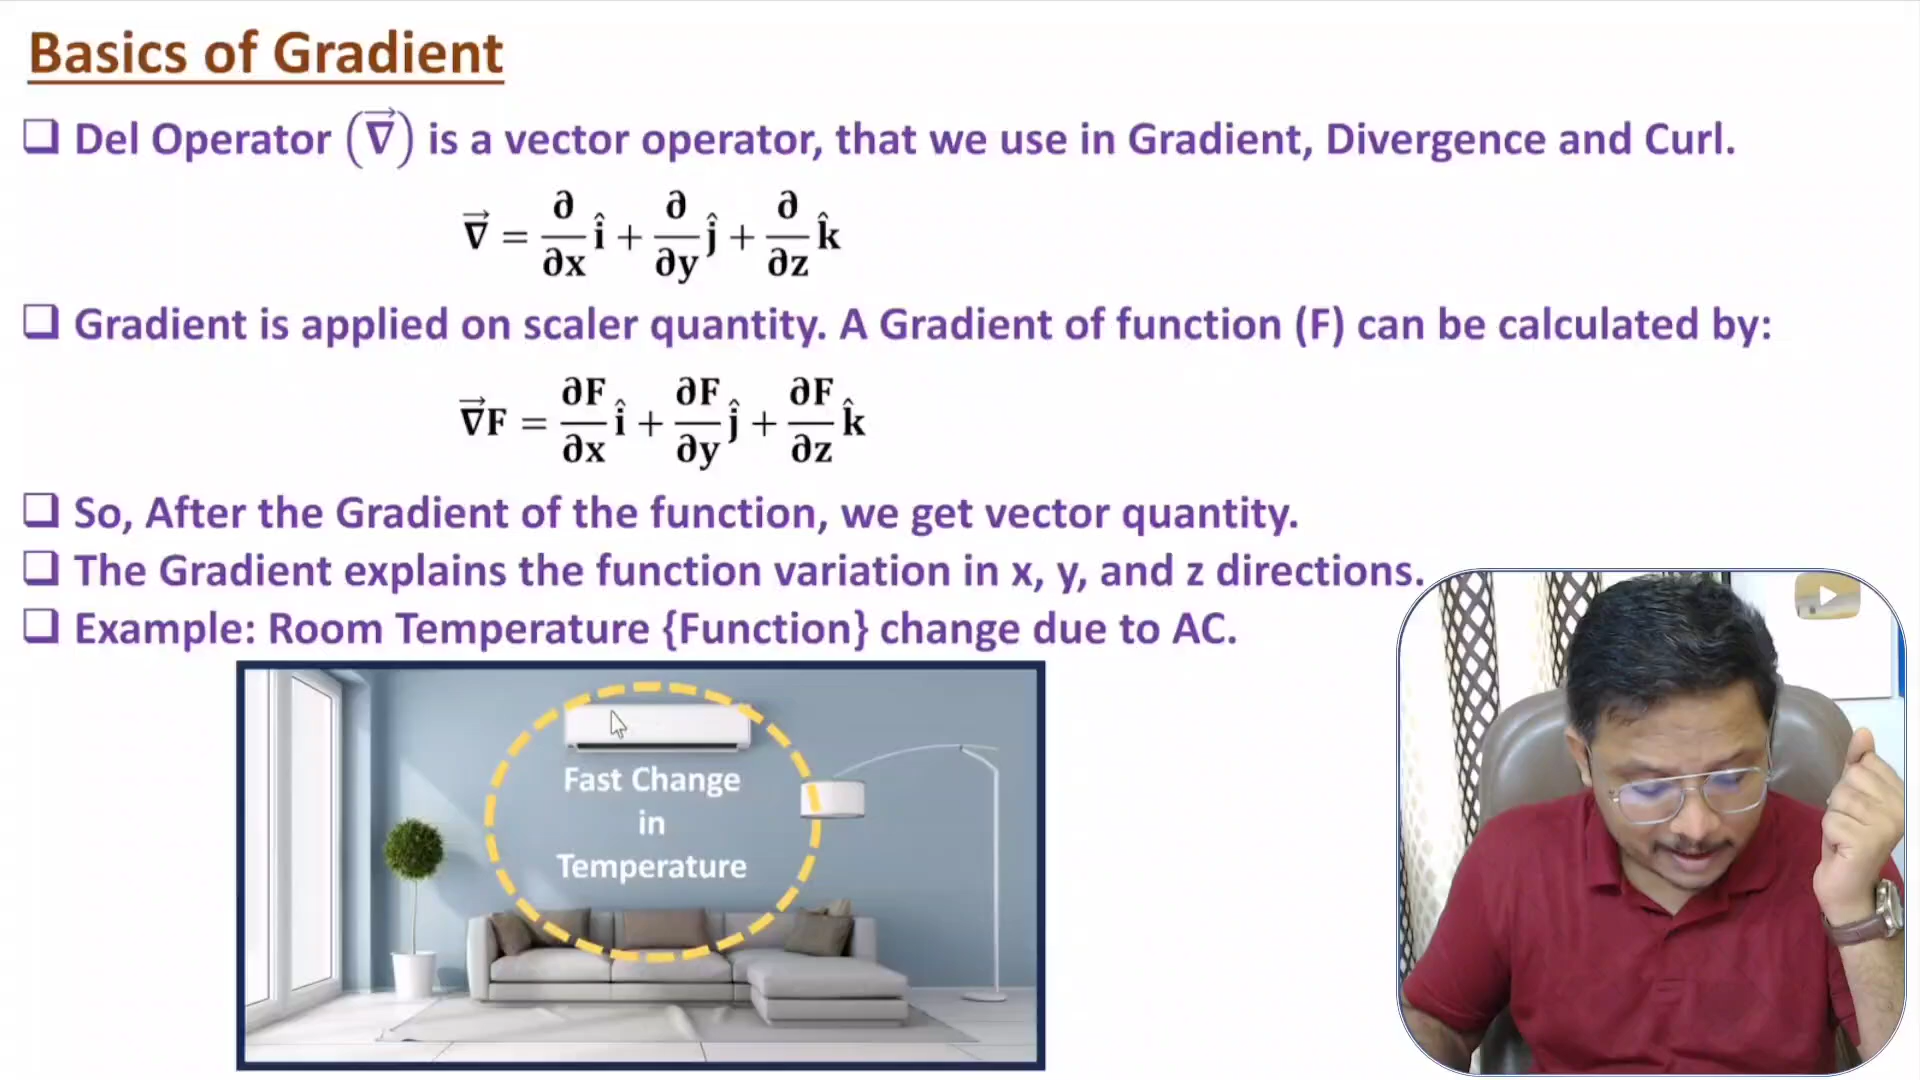 Basics of Gradient
❑ Del Operator (∇⃗) is a vector operator, that we use in Gradient, Divergence and Curl.
∇⃗ = ∂/∂x î + ∂/∂y ĵ + ∂/∂z k̂
❑ Gradient is applied on scaler quantity. A Gradient of function (F) can be calculated by:
∇⃗F = ∂F/∂x î + ∂F/∂y ĵ + ∂F/∂z k̂
❑ So, After the Gradient of the function, we get vector quantity.
❑ The Gradient explains the function variation in x, y, and z directions.
❑ Example: Room Temperature {Function} change due to AC.
Fast Change
in
Temperature